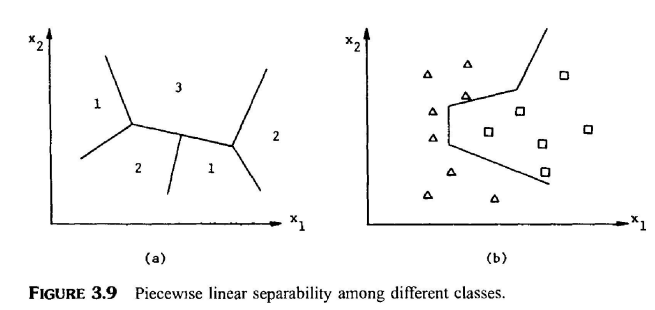 x2
3
1
2
2
1
x1
(a)
x2
x1
(b)
FIGURE 3.9 Piecewise linear separability among different classes.